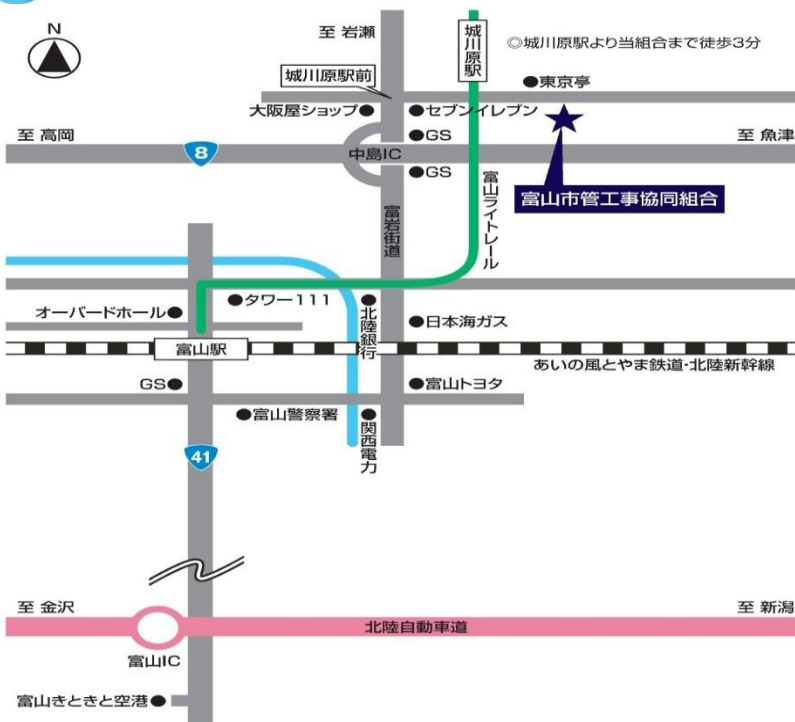 N
至 岩瀬
城川原駅
◎城川原駅より当組合まで徒歩3分
城川原駅前
●東京亭
大阪屋ショップ●
●セブンイレブン
至 高岡
8
中島IC
●GS
●GS
至 魚津
富山市管工事協同組合
富岩街道
富山ライトレール
オーバードホール●
●タワー111
●北陸銀行
●日本海ガス
富山駅
あいの風とやま鉄道・北陸新幹線
GS●
●富山トヨタ
●富山警察署
●関西電力
41
至 金沢
至 新潟
北陸自動車道
富山IC
富山きときと空港●